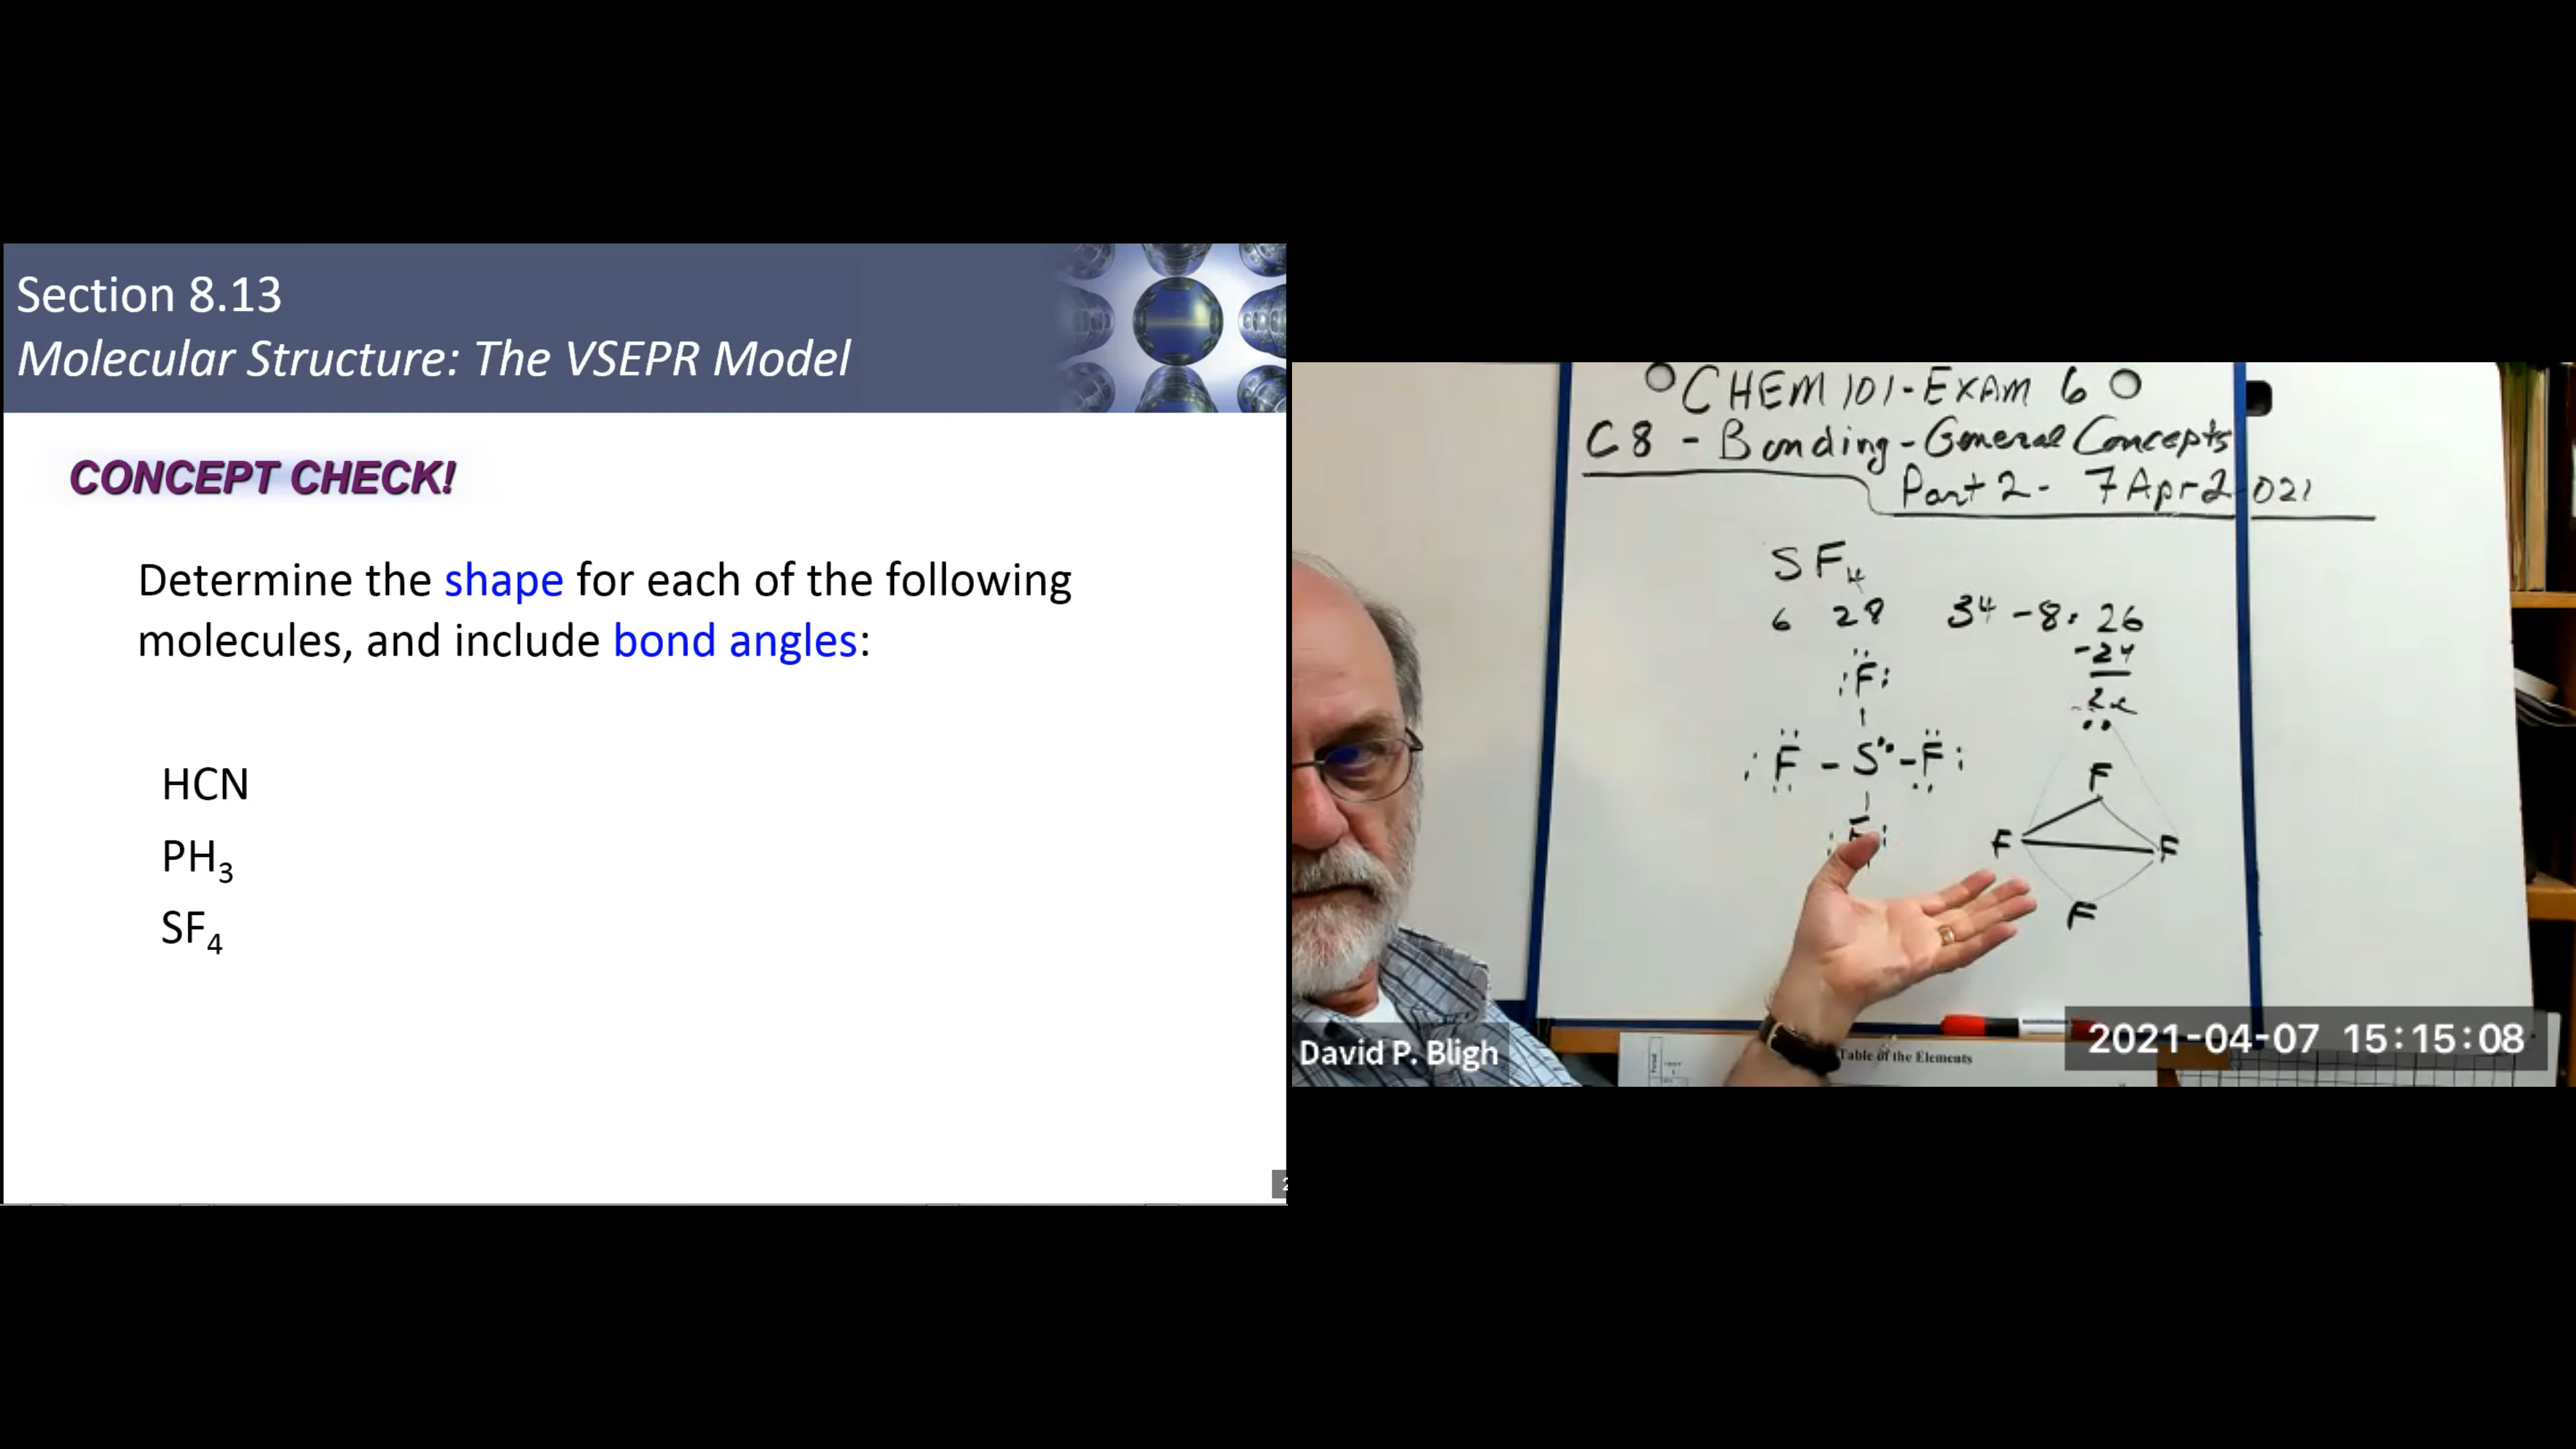 Section 8.13
Molecular Structure: The VSEPR Model
CONCEPT CHECK!
Determine the shape for each of the following
molecules, and include bond angles:
HCN
PH₃
SF₄
CHEM 101 - EXAM 6
C8 - Bonding - General Concepts
Part 2 - 7 Apr 2021
SF₄
6 28 34 - 8 · 26
-24
2e
:F:
:F - S - F:
:F:
F
F F
F
David P. Bligh
Table of the Elements
2021-04-07 15:15:08